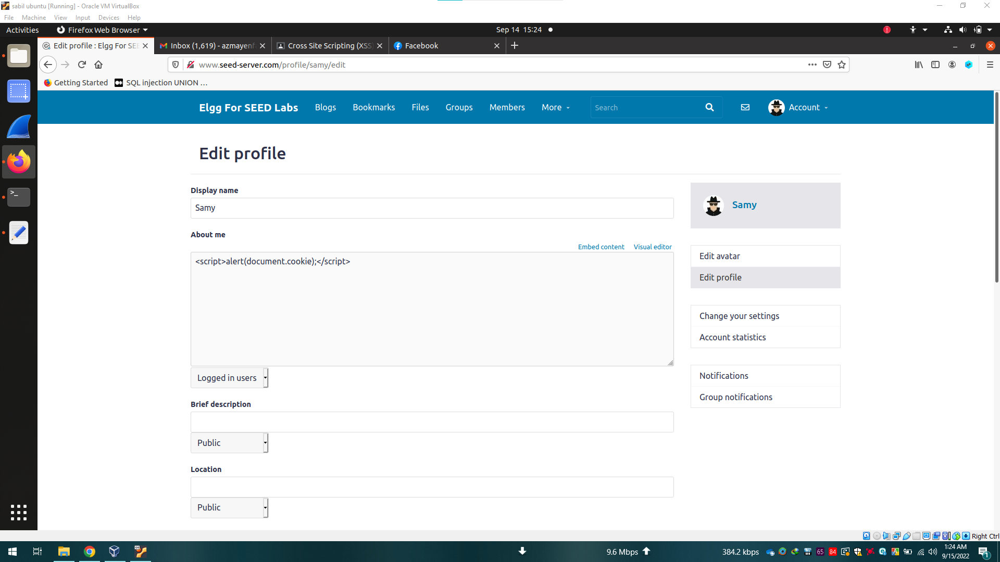 sabil ubuntu [Running] - Oracle VM VirtualBox
File Machine View Input Devices Help
Activities Firefox Web Browser Sep 14 15:24
Edit profile : Elgg For SEE Inbox (1,619) - azmayenf Cross Site Scripting (XSS) Facebook
www.seed-server.com/profile/samy/edit
Getting Started SQL injection UNION ...
Elgg For SEED Labs Blogs Bookmarks Files Groups Members More Search Account
Edit profile
Display name
Samy
Samy
About me
Embed content Visual editor
<script>alert(document.cookie);</script>
Edit avatar
Edit profile
Change your settings
Account statistics
Logged in users
Notifications
Group notifications
Brief description
Public
Location
Public
Right Ctrl
9.6 Mbps 384.2 kbps 65 84 1:24 AM
9/15/2022 1